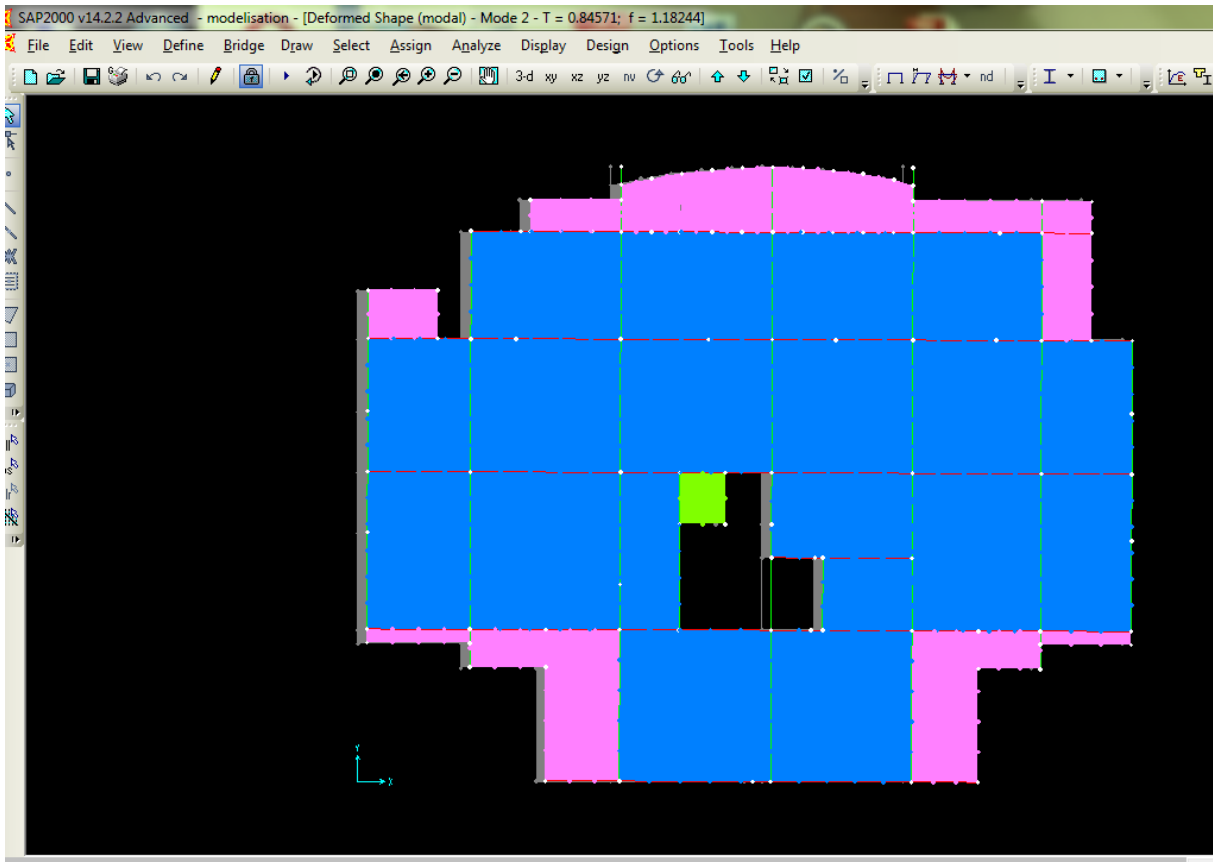 SAP2000 v14.2.2 Advanced - modelisation - [Deformed Shape (modal) - Mode 2 - T = 0.84571; f = 1.18244]
File Edit View Define Bridge Draw Select Assign Analyze Display Design Options Tools Help
3-d xy xz yz nv nd
Y
X